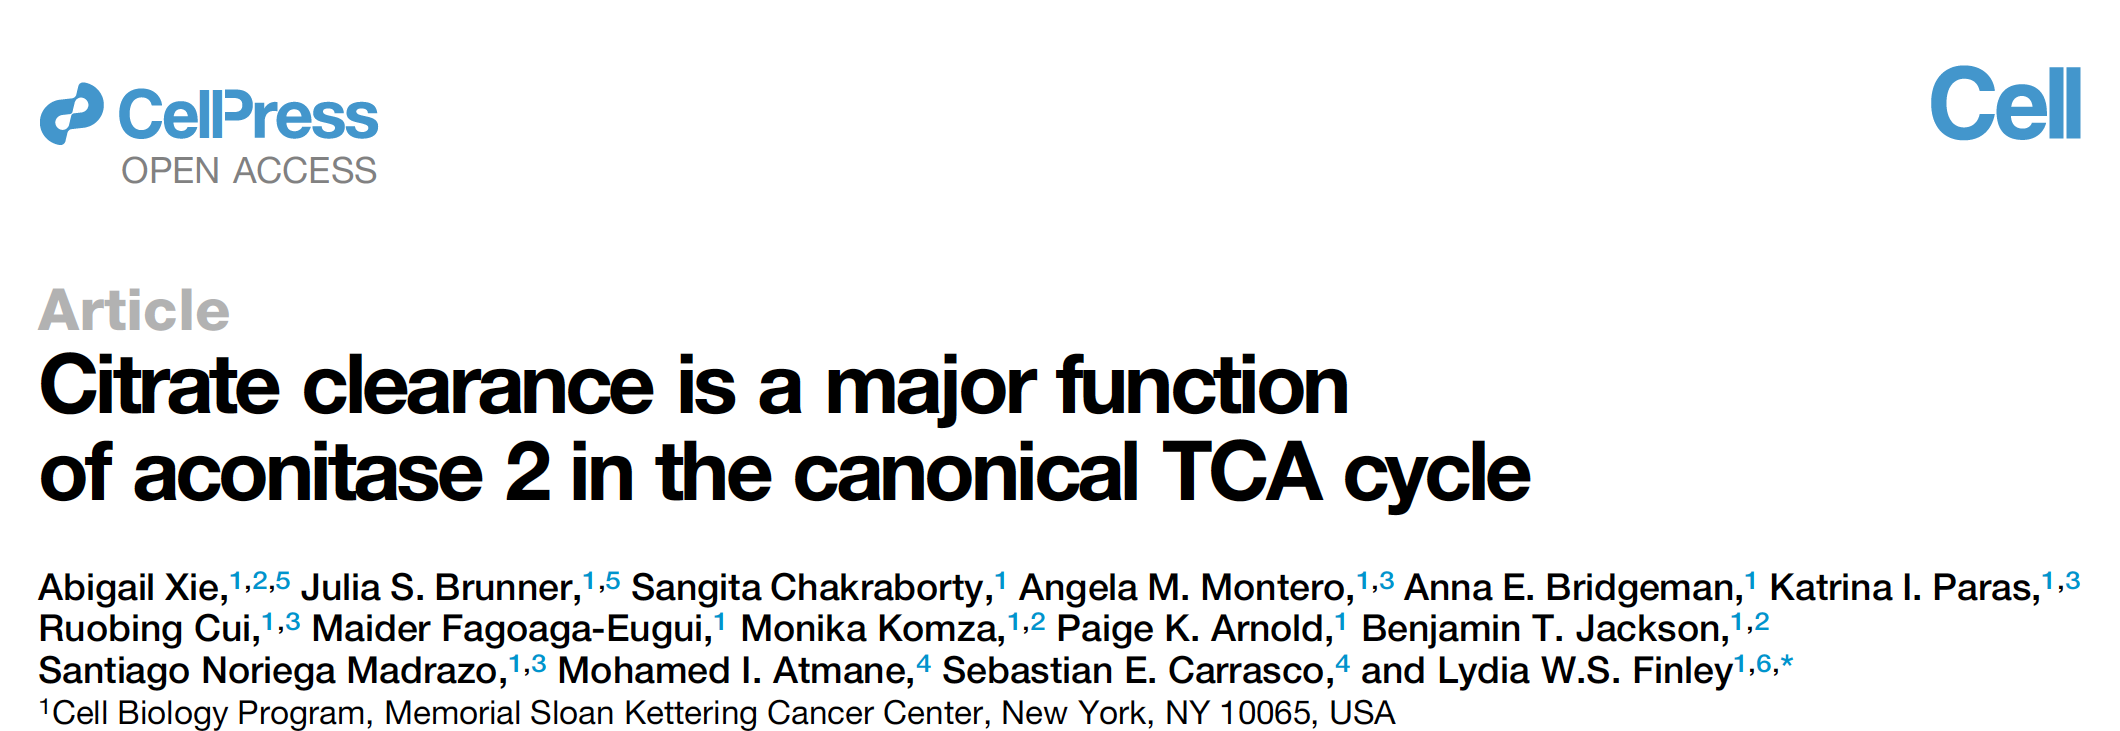 CellPress
OPEN ACCESS
Cell
Article
Citrate clearance is a major function
of aconitase 2 in the canonical TCA cycle
Abigail Xie,1,2,5 Julia S. Brunner,1,5 Sangita Chakraborty,1 Angela M. Montero,1,3 Anna E. Bridgeman,1 Katrina I. Paras,1,3
Ruobing Cui,1,3 Maider Fagoaga-Eugui,1 Monika Komza,1,2 Paige K. Arnold,1 Benjamin T. Jackson,1,2
Santiago Noriega Madrazo,1,3 Mohamed I. Atmane,4 Sebastian E. Carrasco,4 and Lydia W.S. Finley1,6,*
1Cell Biology Program, Memorial Sloan Kettering Cancer Center, New York, NY 10065, USA